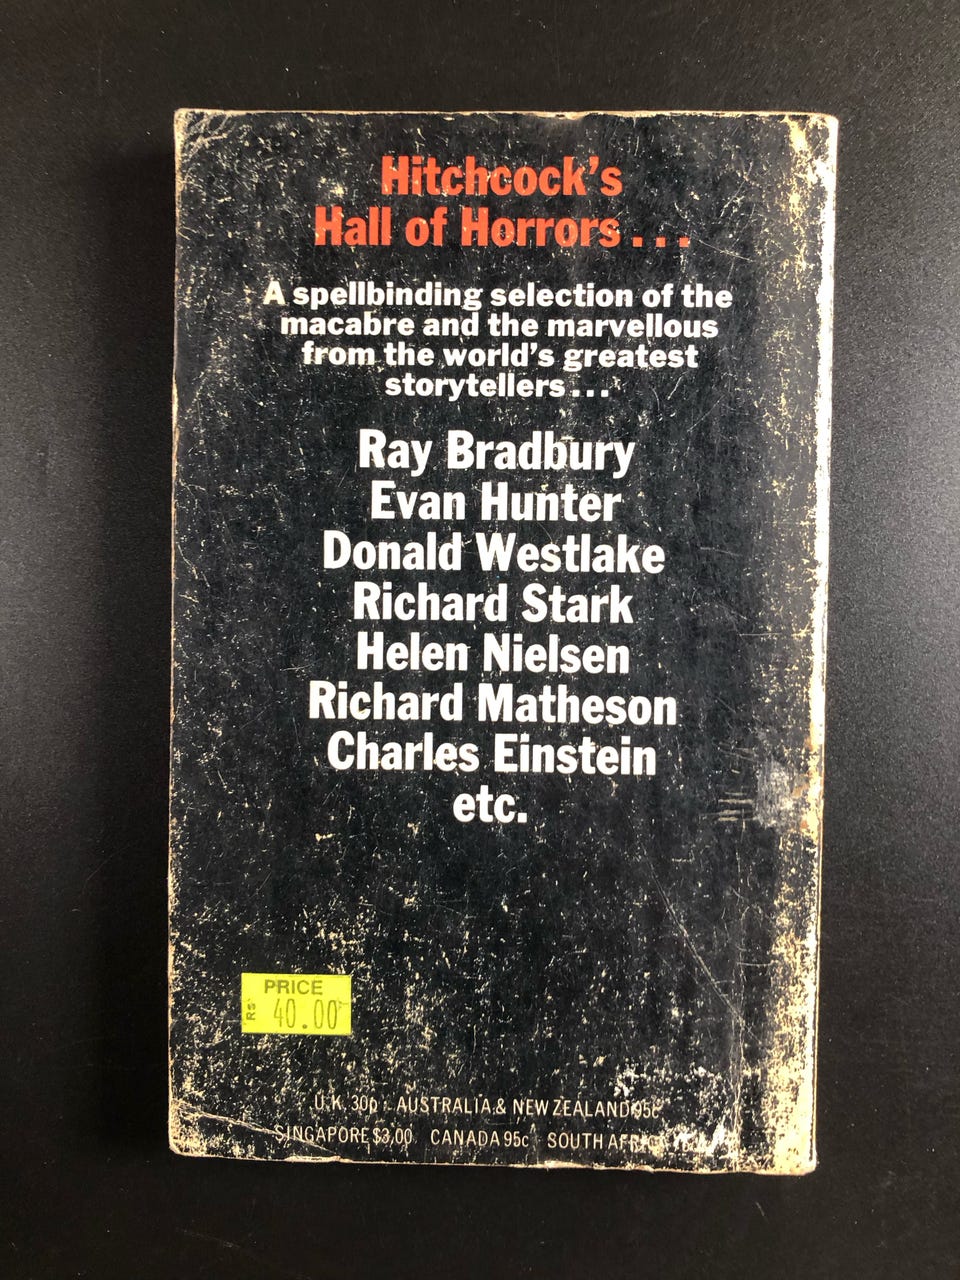 Hitchcock's
Hall of Horrors...
A spellbinding selection of the
macabre and the marvellous
from the world's greatest
storytellers...
Ray Bradbury
Evan Hunter
Donald Westlake
Richard Stark
Helen Nielsen
Richard Matheson
Charles Einstein
etc.
PRICE
Rs. 40.00
U.K. 30p AUSTRALIA & NEW ZEALAND 95c
SINGAPORE $3.00 CANADA 95c SOUTH